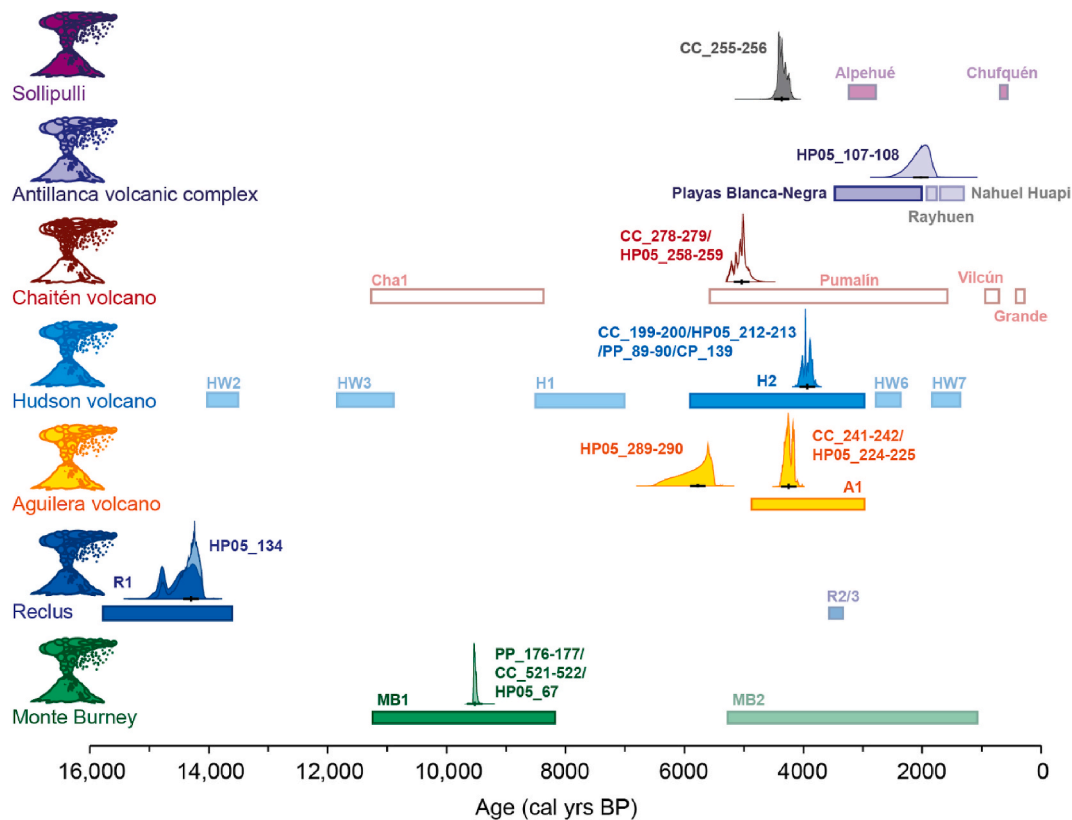 CC_255-256
Alpehué
Chufquén
Sollipulli
HP05_107-108
Antillanca volcanic complex
Playas Blanca-Negra
Nahuel Huapi
Rayhuen
CC_278-279/
HP05_258-259
Cha1
Pumalín
Vilcún
Chaitén volcano
Grande
CC_199-200/HP05_212-213
/PP_89-90/CP_139
HW2
HW3
H1
H2
HW6
HW7
Hudson volcano
HP05_289-290
CC_241-242/
HP05_224-225
A1
Aguilera volcano
HP05_134
R1
R2/3
Reclus
PP_176-177/
CC_521-522/
HP05_67
MB1
MB2
Monte Burney
16,000 14,000 12,000 10,000 8000 6000 4000 2000 0
Age (cal yrs BP)